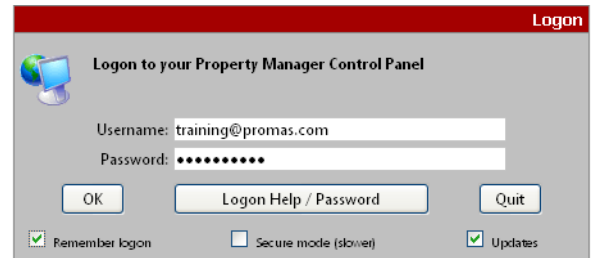 Logon
Logon to your Property Manager Control Panel
Username: training@promas.com
Password: ••••••••••
OK Logon Help / Password Quit
Remember logon Secure mode (slower) Updates